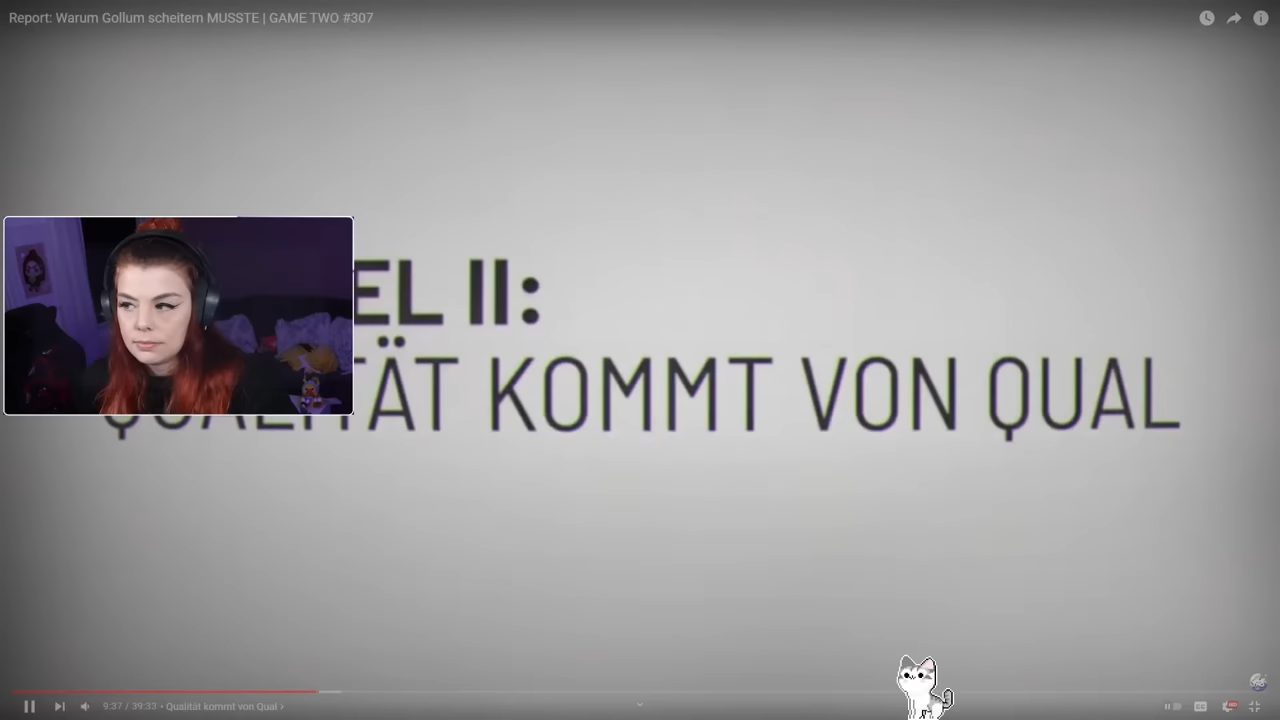 Report: Warum Gollum scheitern MUSSTE | GAME TWO #307
EL II:
QUALITÄT KOMMT VON QUAL
9:37 / 39:33 • Qualität kommt von Qual ›